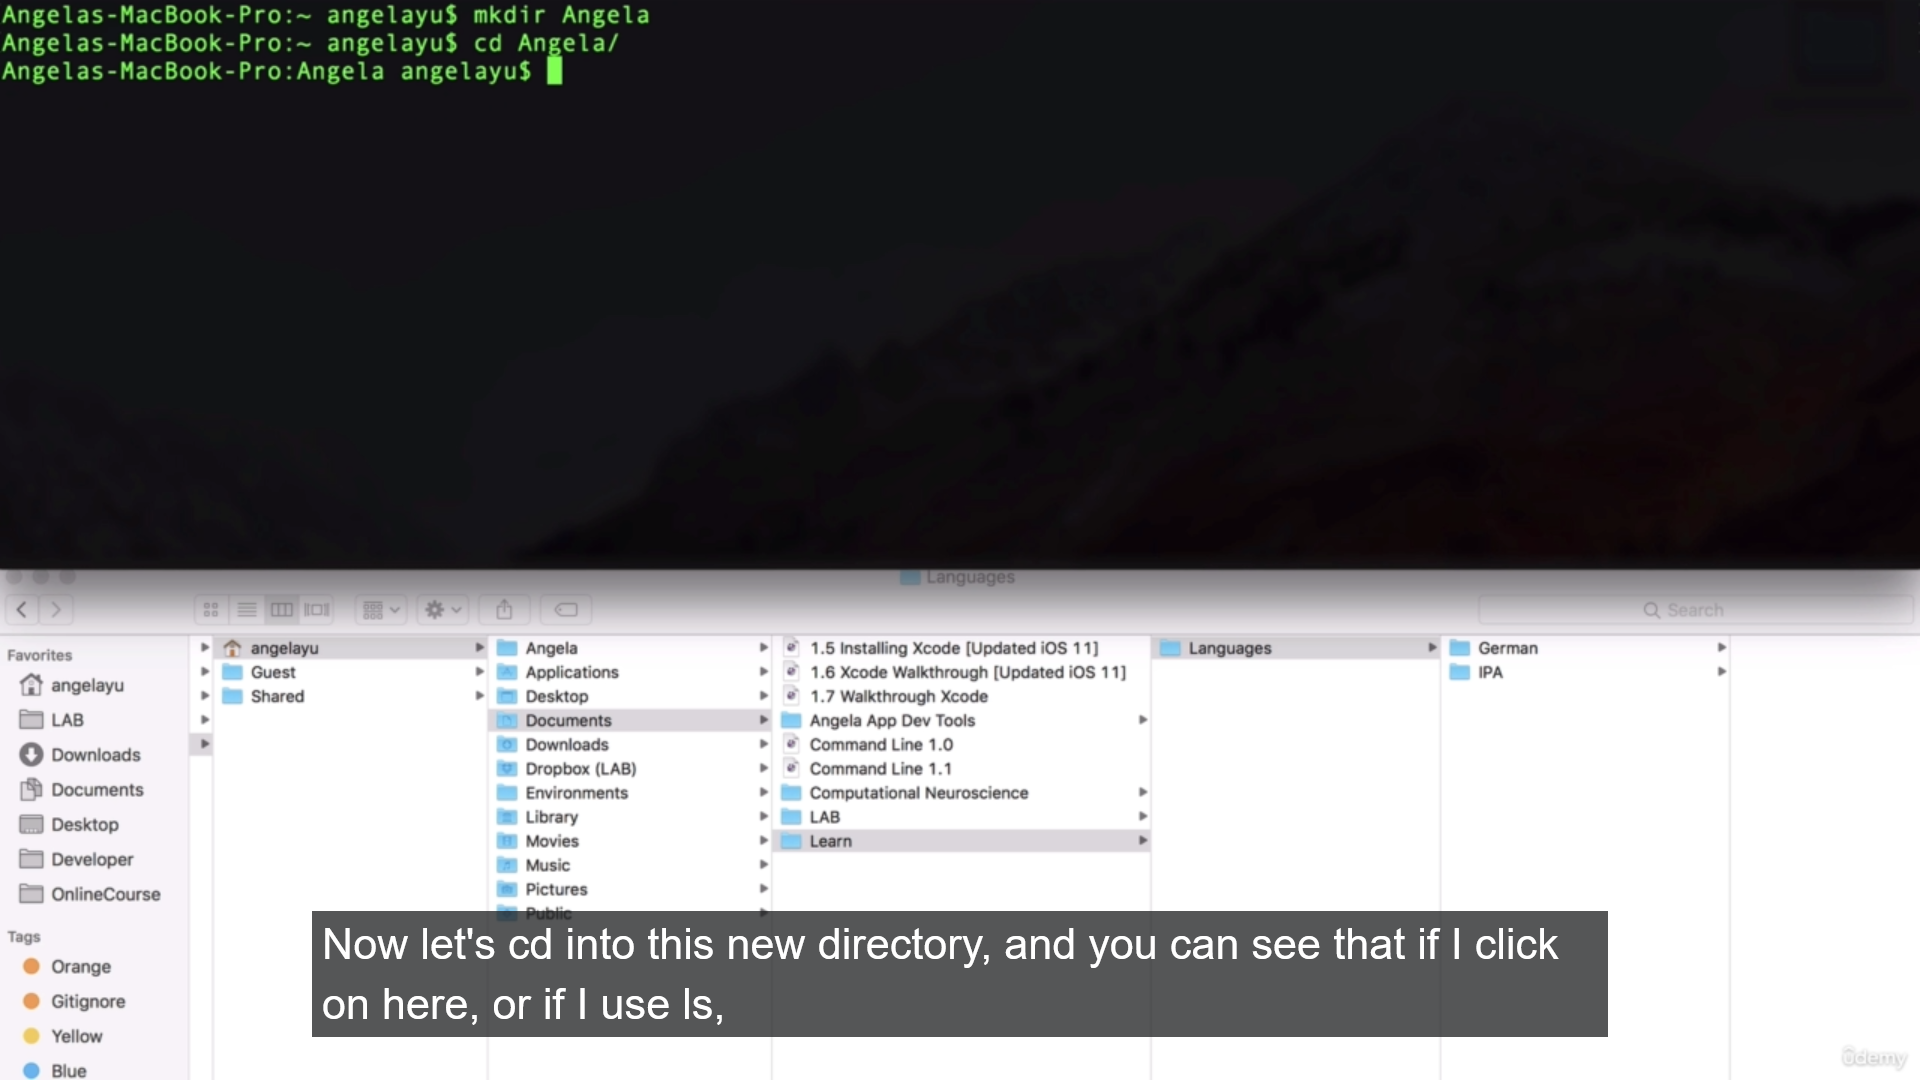 Angelas-MacBook-Pro:~ angelayu$ mkdir Angela
Angelas-MacBook-Pro:~ angelayu$ cd Angela/
Angelas-MacBook-Pro:Angela angelayu$
Languages
Search
Favorites
angelayu
LAB
Downloads
Documents
Desktop
Developer
OnlineCourse
Tags
Orange
Gitignore
Yellow
Blue
angelayu
Guest
Shared
Angela
Applications
Desktop
Documents
Downloads
Dropbox (LAB)
Environments
Library
Movies
Music
Pictures
Public
1.5 Installing Xcode [Updated iOS 11]
1.6 Xcode Walkthrough [Updated iOS 11]
1.7 Walkthrough Xcode
Angela App Dev Tools
Command Line 1.0
Command Line 1.1
Computational Neuroscience
LAB
Learn
Languages
German
IPA
Now let's cd into this new directory, and you can see that if I click
on here, or if I use ls,
ûdemy